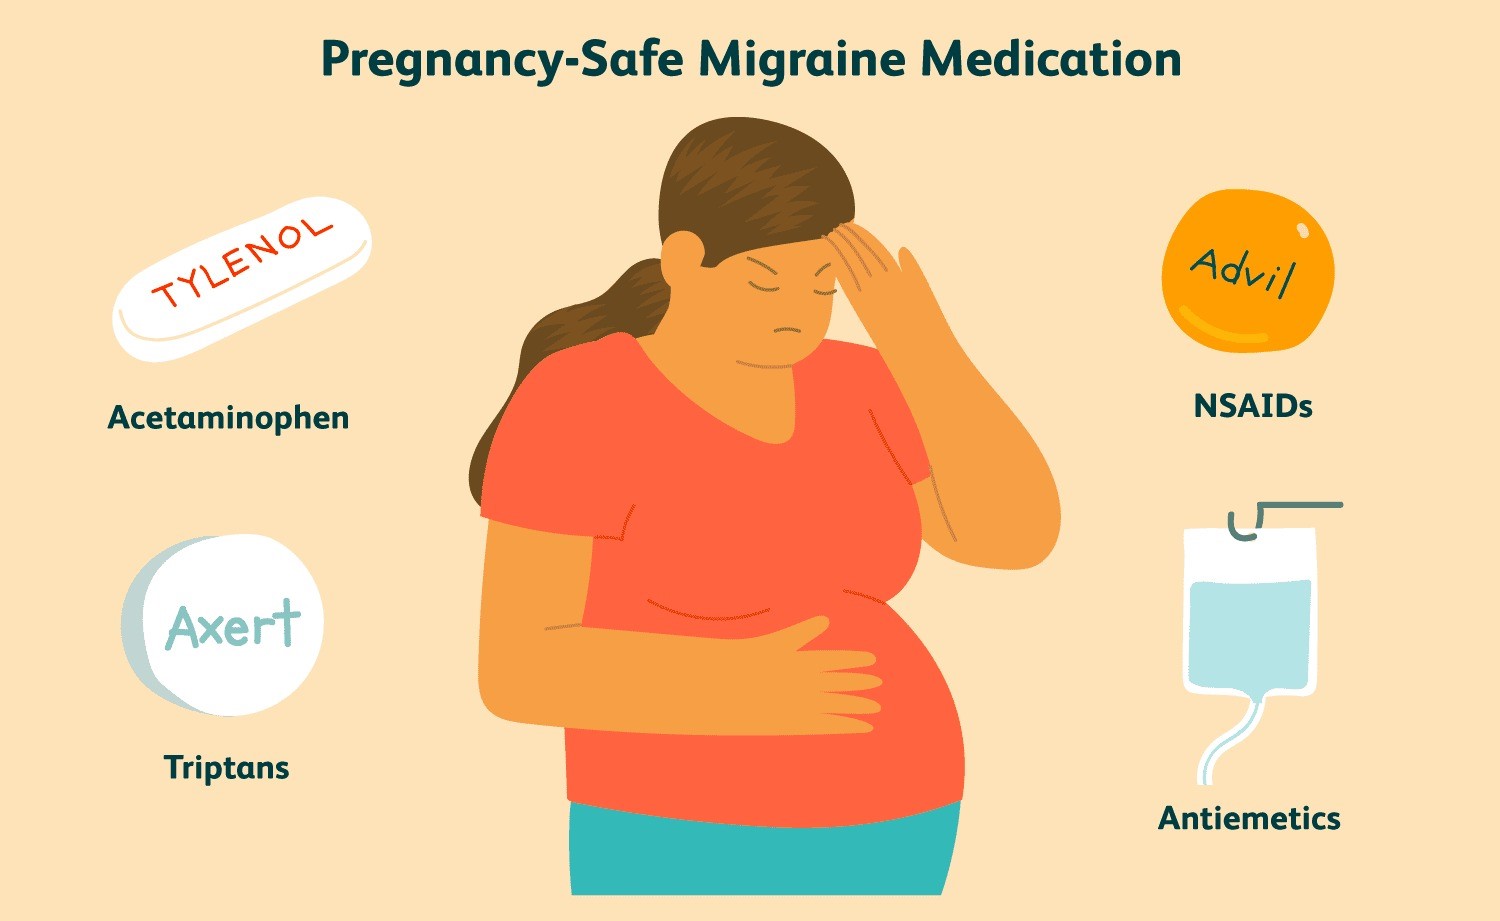 Pregnancy-Safe Migraine Medication
TYLENOL
Acetaminophen
Advil
NSAIDs
Axert
Triptans
Antiemetics